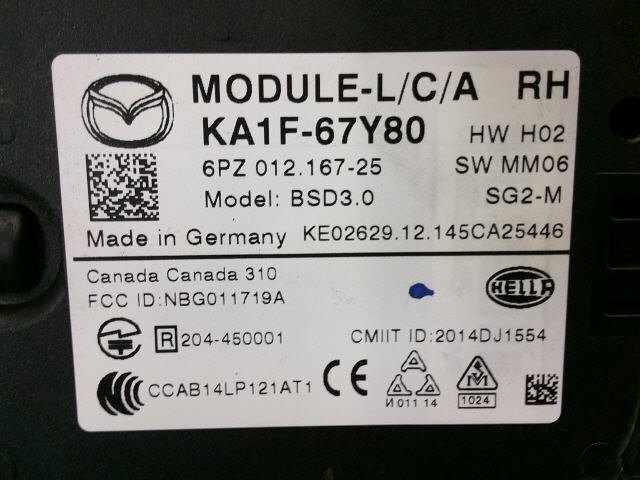 MODULE-L/C/A RH
KA1F-67Y80 HW H02
6PZ 012.167-25 SW MM06
Model: BSD3.0 SG2-M
Made in Germany KE02629.12.145CA25446
Canada Canada 310
FCC ID:NBG011719A HELLA
R 204-450001 CMIIT ID:2014DJ1554
CCAB14LP121AT1 CE И 011 14 1024